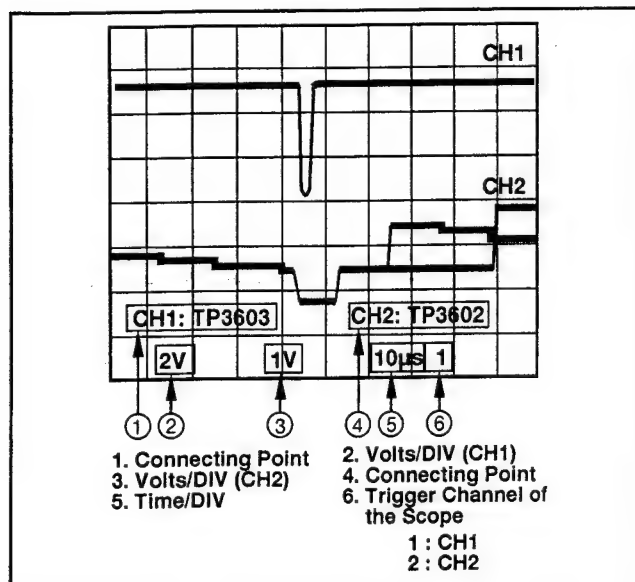 CH1
CH2
CH1: TP3603 CH2: TP3602
2V 1V 10µs 1
1 2 3 4 5 6
1. Connecting Point 2. Volts/DIV (CH1)
3. Volts/DIV (CH2) 4. Connecting Point
5. Time/DIV 6. Trigger Channel of
the Scope
1 : CH1
2 : CH2